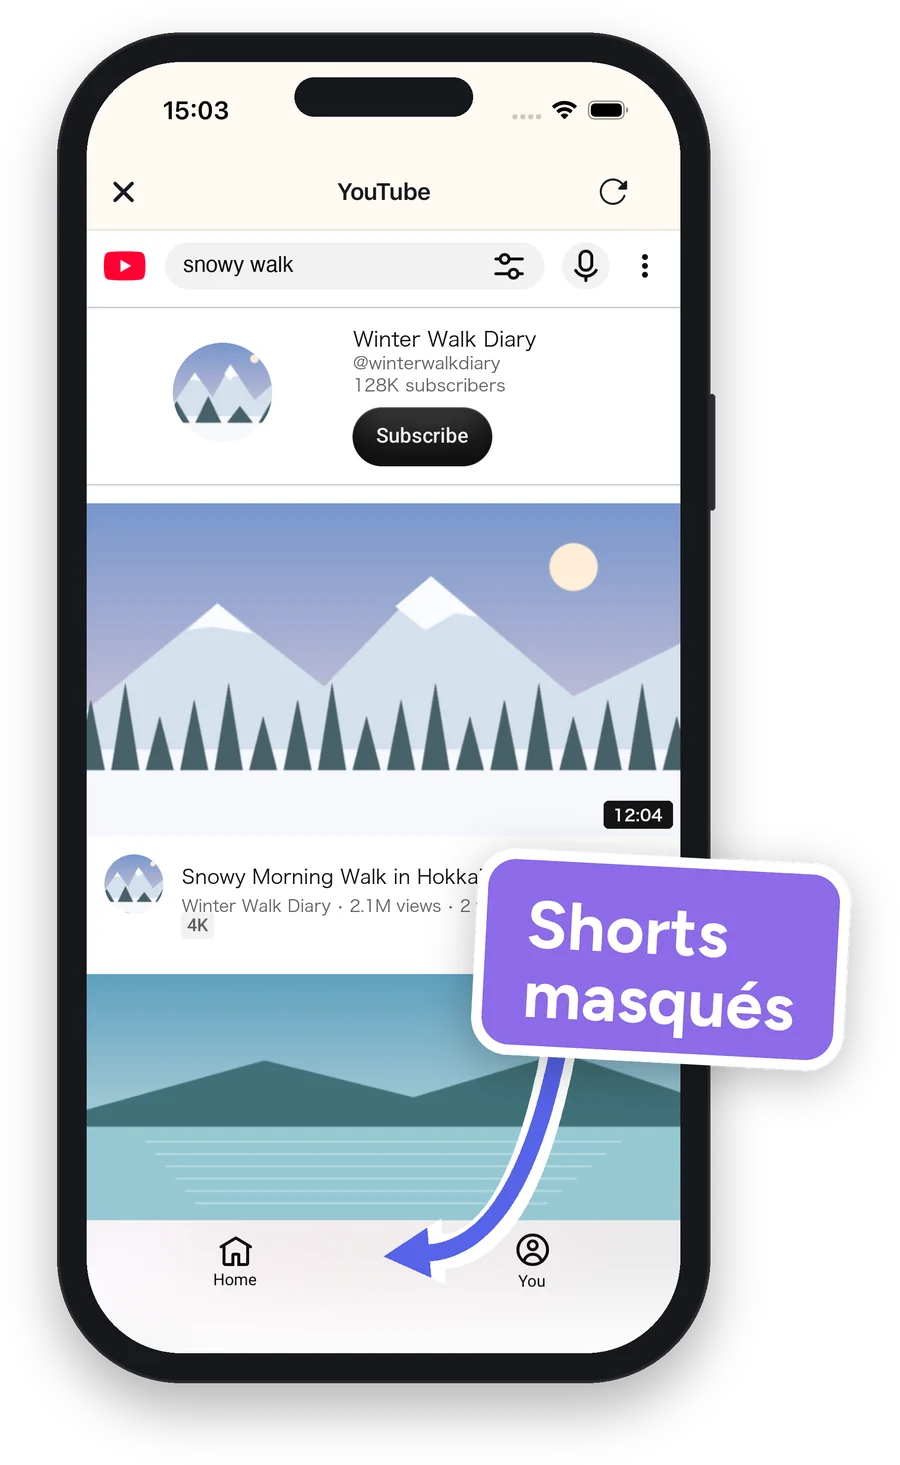 15:03
YouTube
snowy walk
Winter Walk Diary
@winterwalkdiary
128K subscribers
Subscribe
12:04
Snowy Morning Walk in
Winter Walk Diary · 2.1M views · 2
4K
Shorts
masqués
Home
You